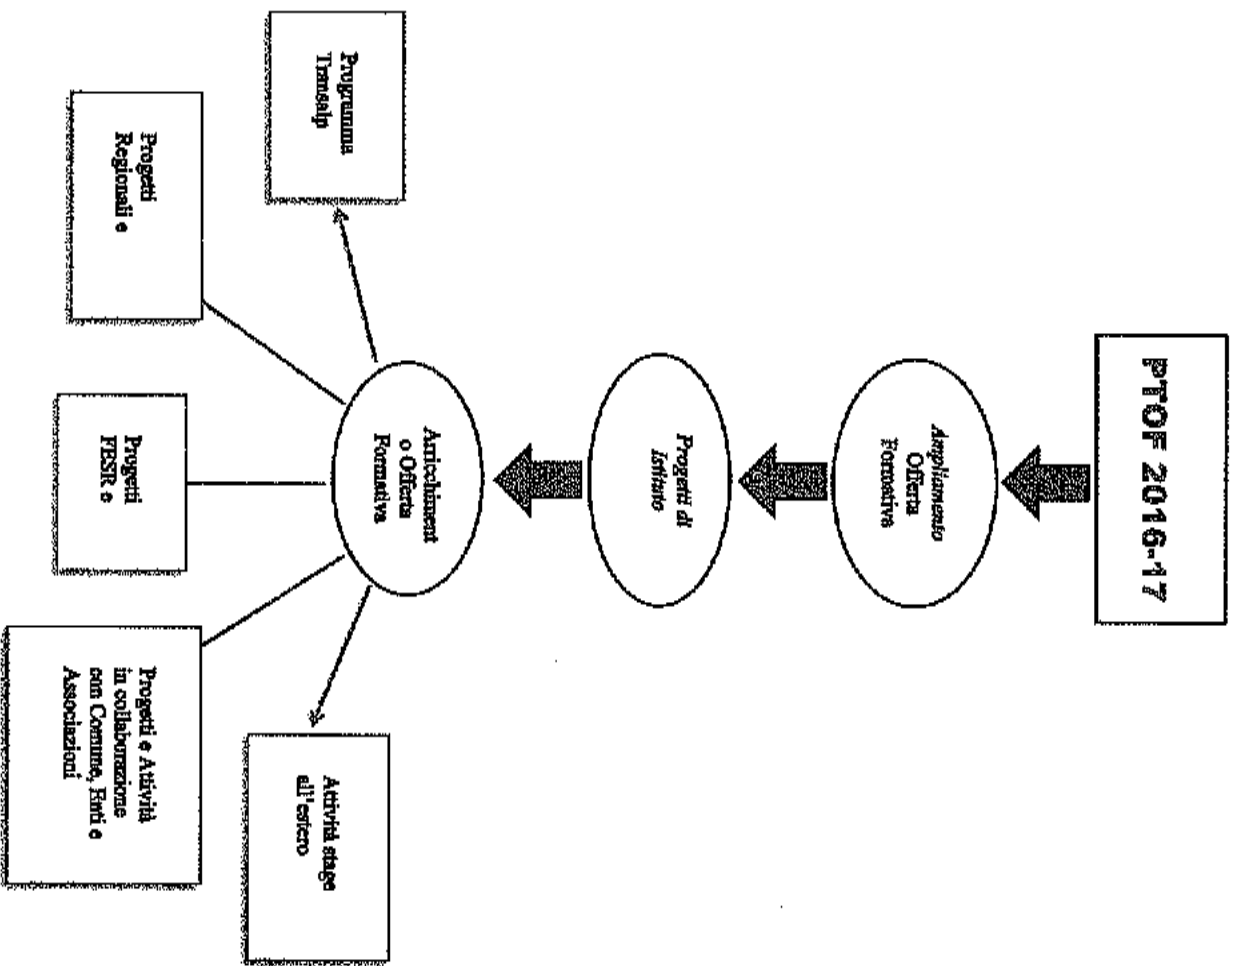 PTOF 2016-17
Ampliamento
Offerta
Formativa
Progetti di
Istituto
Arricchiment
o Offerta
Formativa
Programma
Transalp
Progetti
Regionali e
Progetti
FESR e
Progetti e Attività
in collaborazione
con Comune, Enti e
Associazioni
Attività stage
all'estero